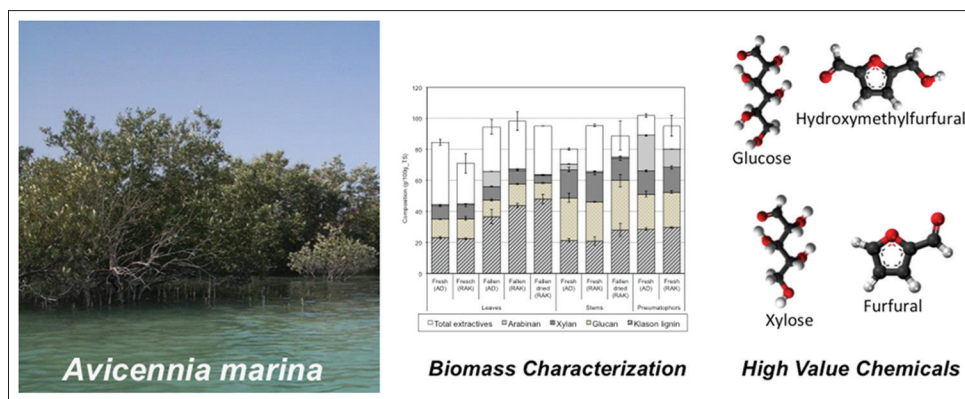 Avicennia marina
120
100
80
60
40
20
0
Composition (gr/100g_TS)
Fresh (AD)
Fresch (RAK)
Fallen (AD)
Fallen (RAK)
Fallen dried (RAK)
Fresh (AD)
Fresh (RAK)
Fallen dried (RAK)
Fresh (AD)
Fresh (RAK)
Leaves
Stems
Pneumatophors
Total extractives
Arabinan
Xylan
Glucan
Klason lignin
Biomass Characterization
Glucose
Hydroxymethylfurfural
Xylose
Furfural
High Value Chemicals